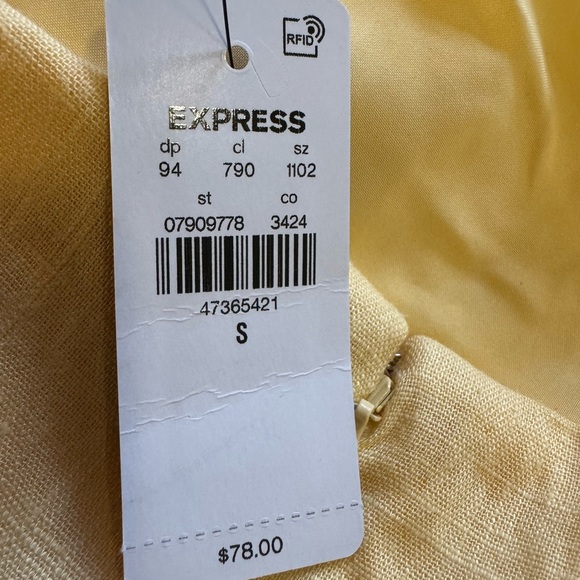 RFID
EXPRESS
dp cl sz
94 790 1102
st co
07909778 3424
47365421
S
$78.00